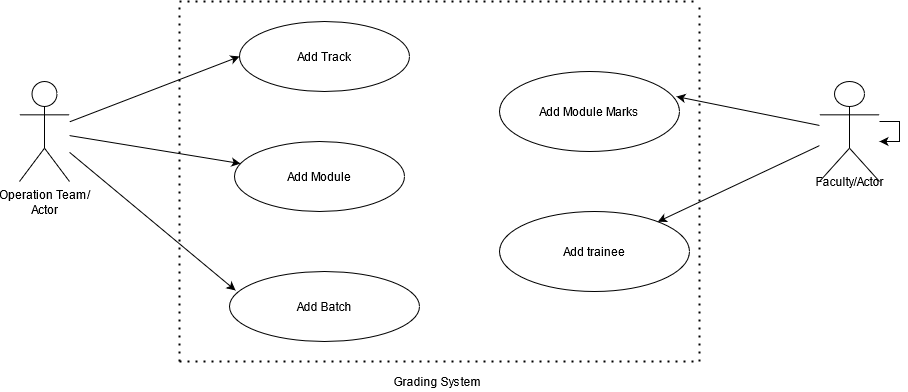 Add Track
Add Module Marks
Add Module
Operation Team/
Actor
Faculty/Actor
Add trainee
Add Batch
Grading System